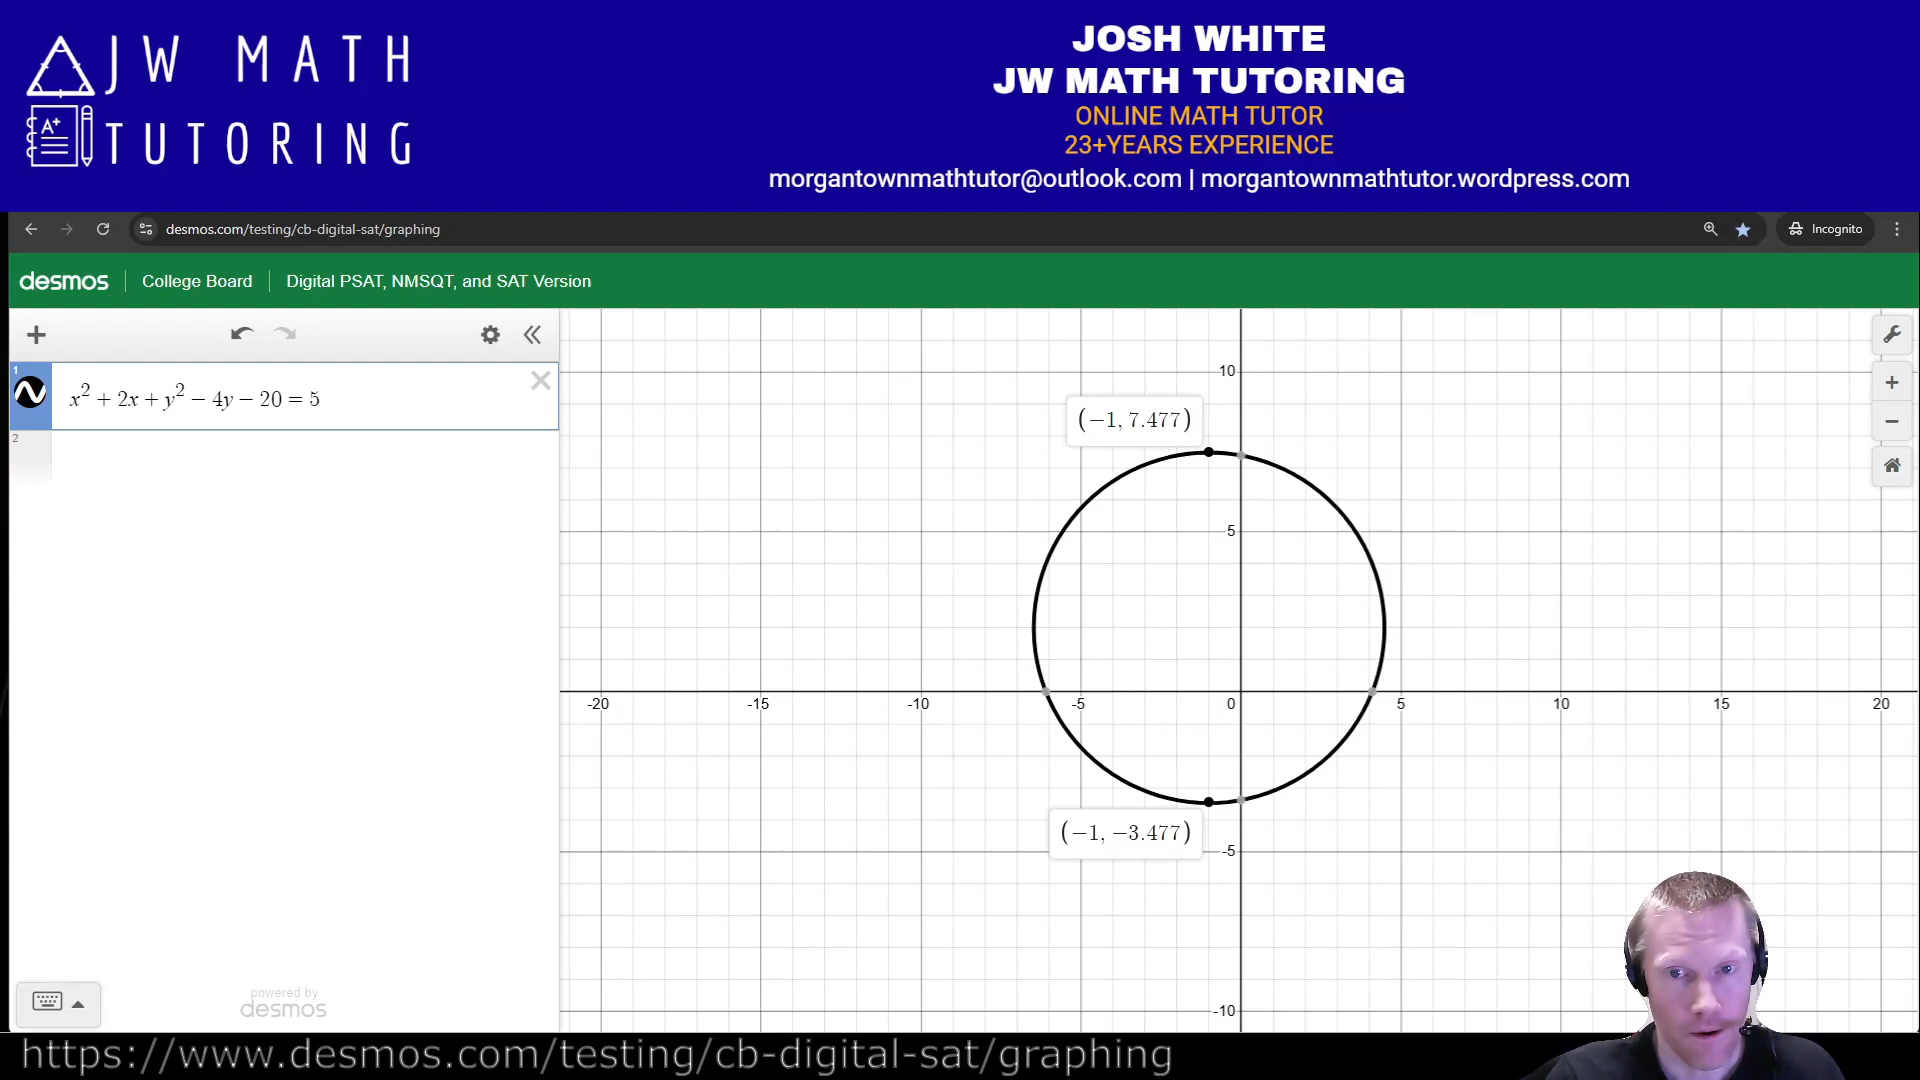 JW MATH
TUTORING
A+
JOSH WHITE
JW MATH TUTORING
ONLINE MATH TUTOR
23+YEARS EXPERIENCE
morgantownmathtutor@outlook.com | morgantownmathtutor.wordpress.com
desmos.com/testing/cb-digital-sat/graphing
Incognito
desmos
College Board
Digital PSAT, NMSQT, and SAT Version
1
x² + 2x + y² − 4y − 20 = 5
2
powered by
desmos
(−1, 7.477)
(−1, −3.477)
10
5
-5
-10
-20 -15 -10 -5 0 5 10 15 20
https://www.desmos.com/testing/cb-digital-sat/graphing